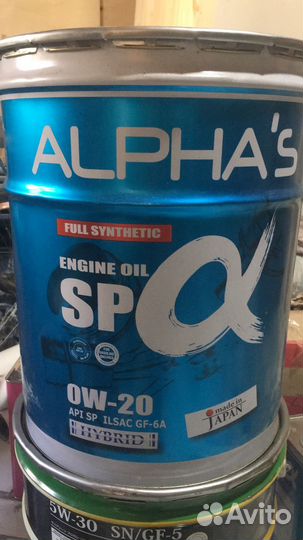 ALPHA's
FULL SYNTHETIC
ENGINE OIL
SP α
0W-20
API SP ILSAC GF-6A
HYBRID
made in
JAPAN
5W-30 SN/GF-5
Avito